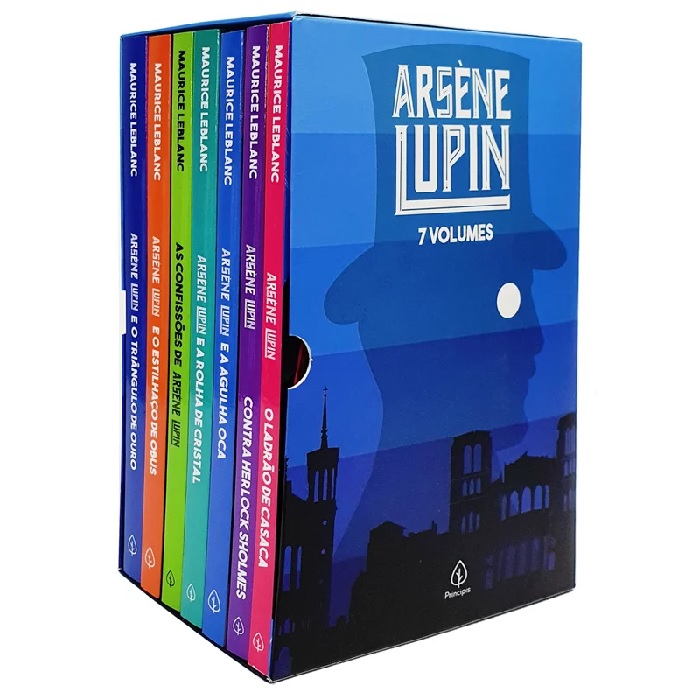 MAURICE LEBLANC ARSÈNE LUPIN E O TRIÂNGULO DE OURO
MAURICE LEBLANC ARSÈNE LUPIN E O ESTILHAÇO DE OBUS
MAURICE LEBLANC AS CONFISSÕES DE ARSÈNE LUPIN
MAURICE LEBLANC ARSÈNE LUPIN E A ROLHA DE CRISTAL
MAURICE LEBLANC ARSÈNE LUPIN E A AGULHA OCA
MAURICE LEBLANC ARSÈNE LUPIN CONTRA HERLOCK SHOLMES
MAURICE LEBLANC ARSÈNE LUPIN O LADRÃO DE CASACA
ARSÈNE
LUPIN
7 VOLUMES
Principis